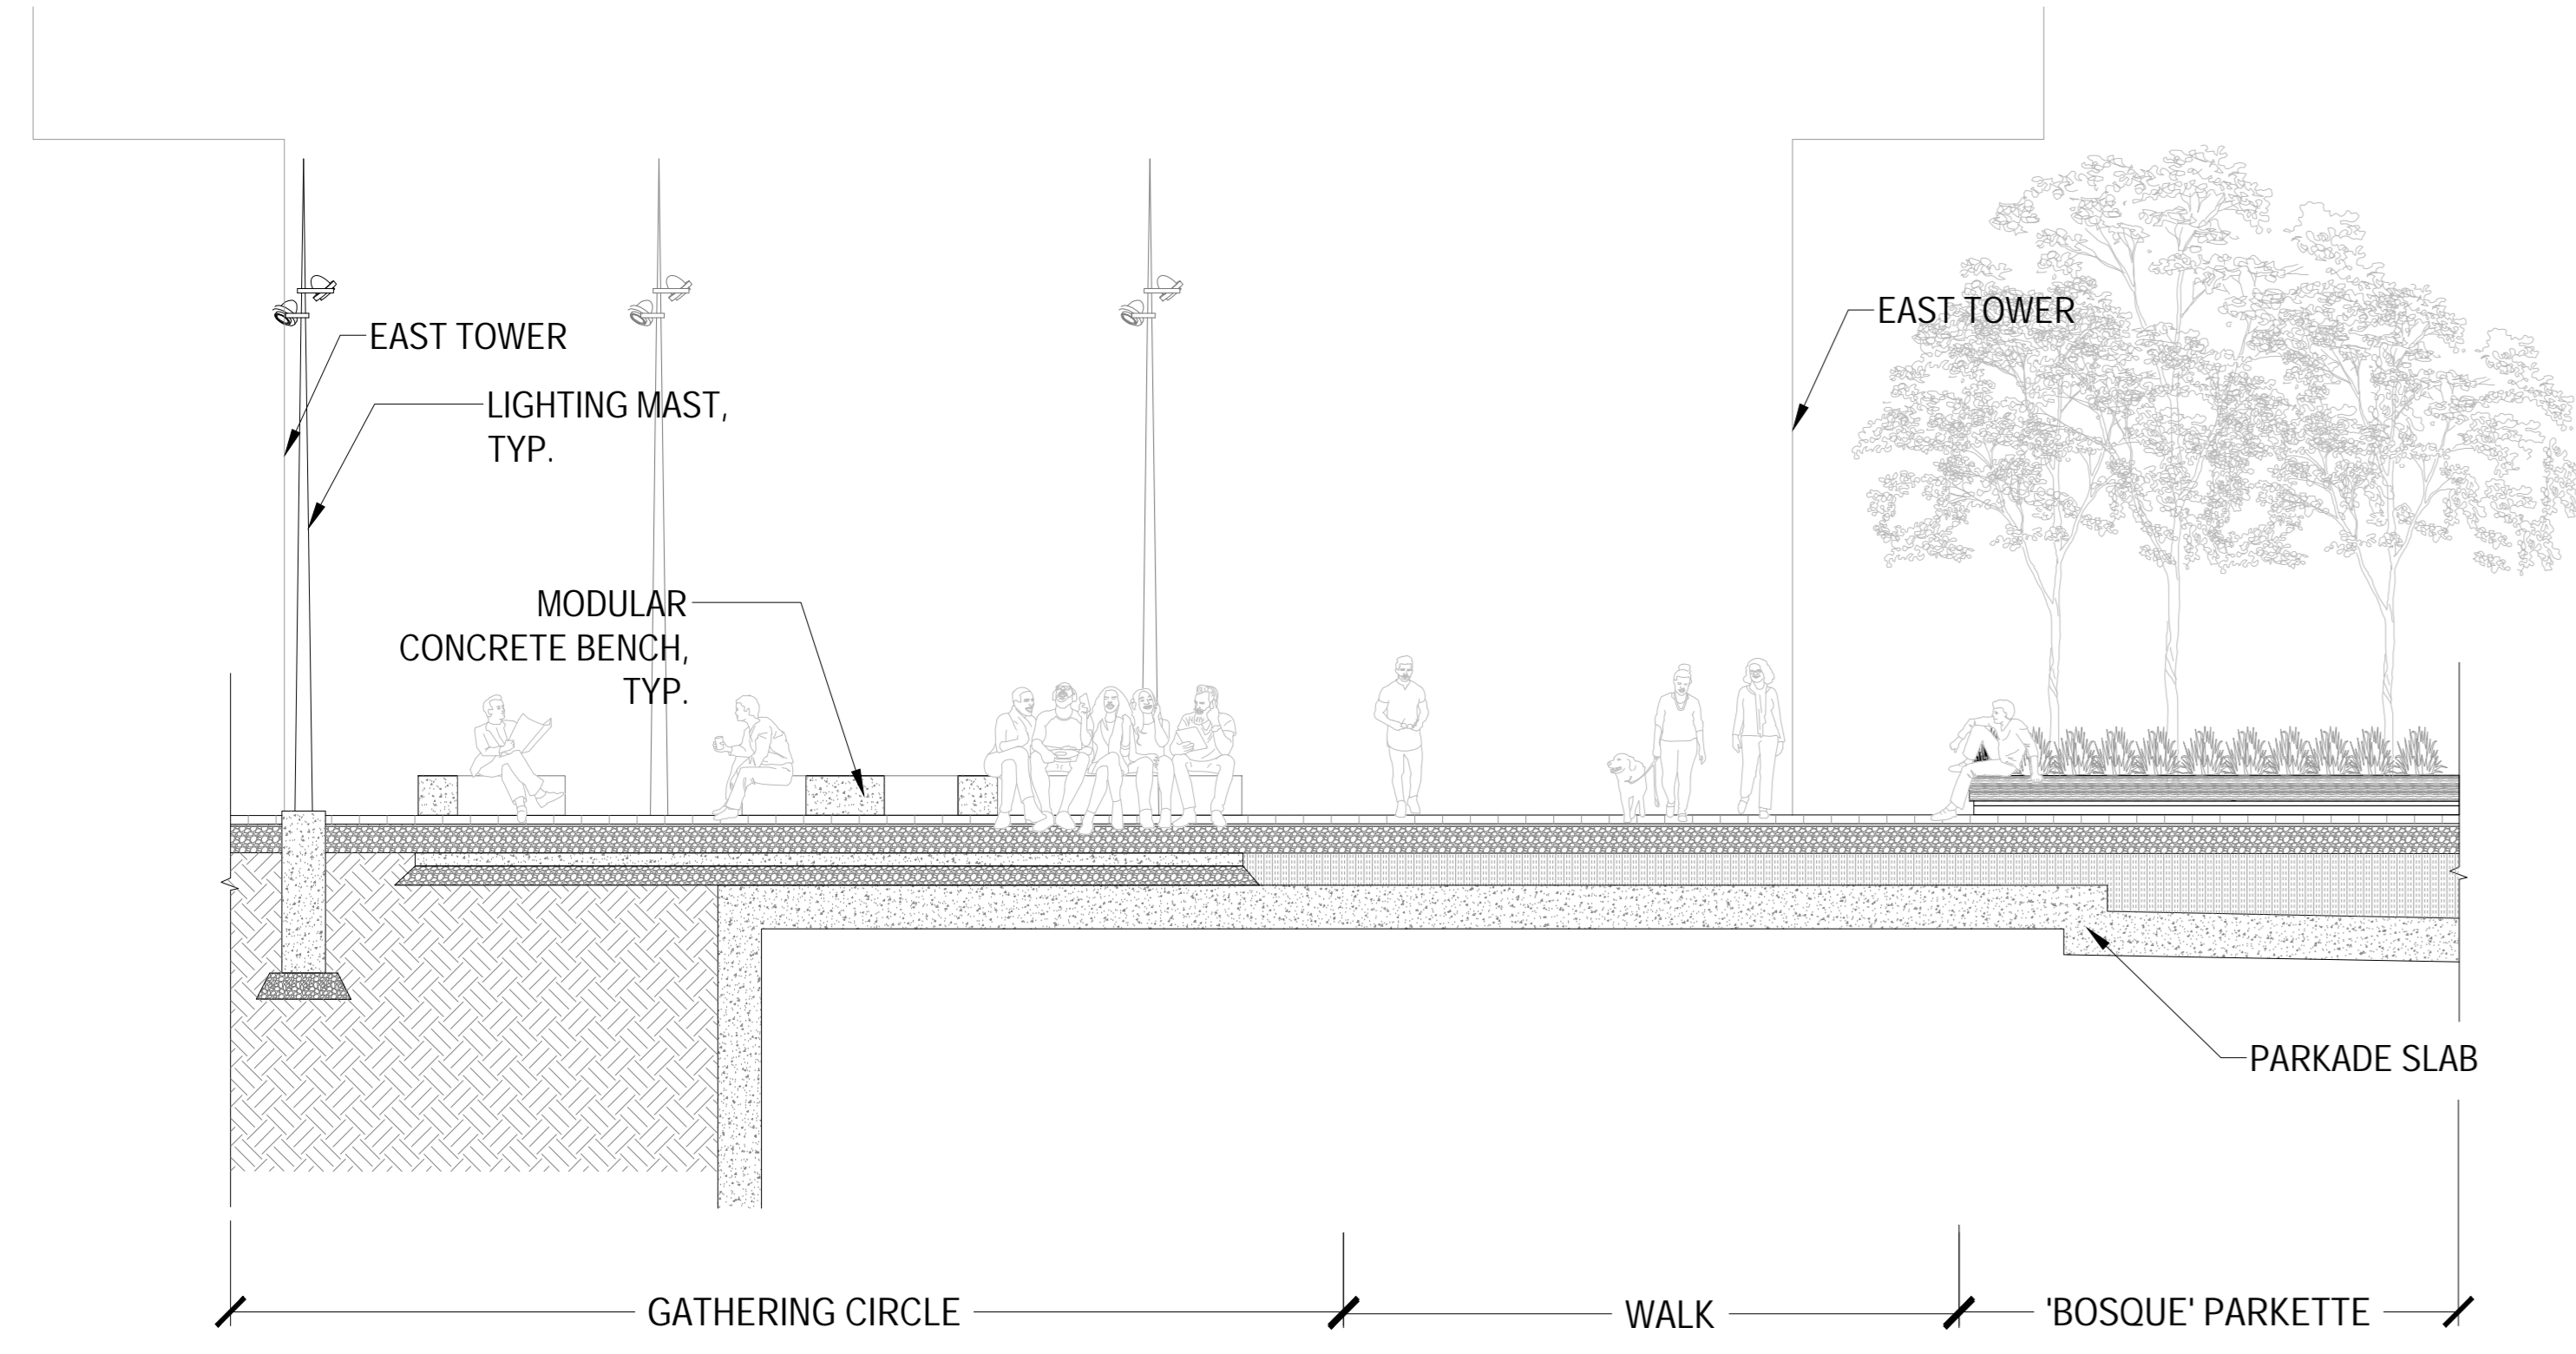 EAST TOWER
EAST TOWER
LIGHTING MAST,
TYP.
MODULAR
CONCRETE BENCH,
TYP.
PARKADE SLAB
GATHERING CIRCLE
WALK
'BOSQUE' PARKETTE